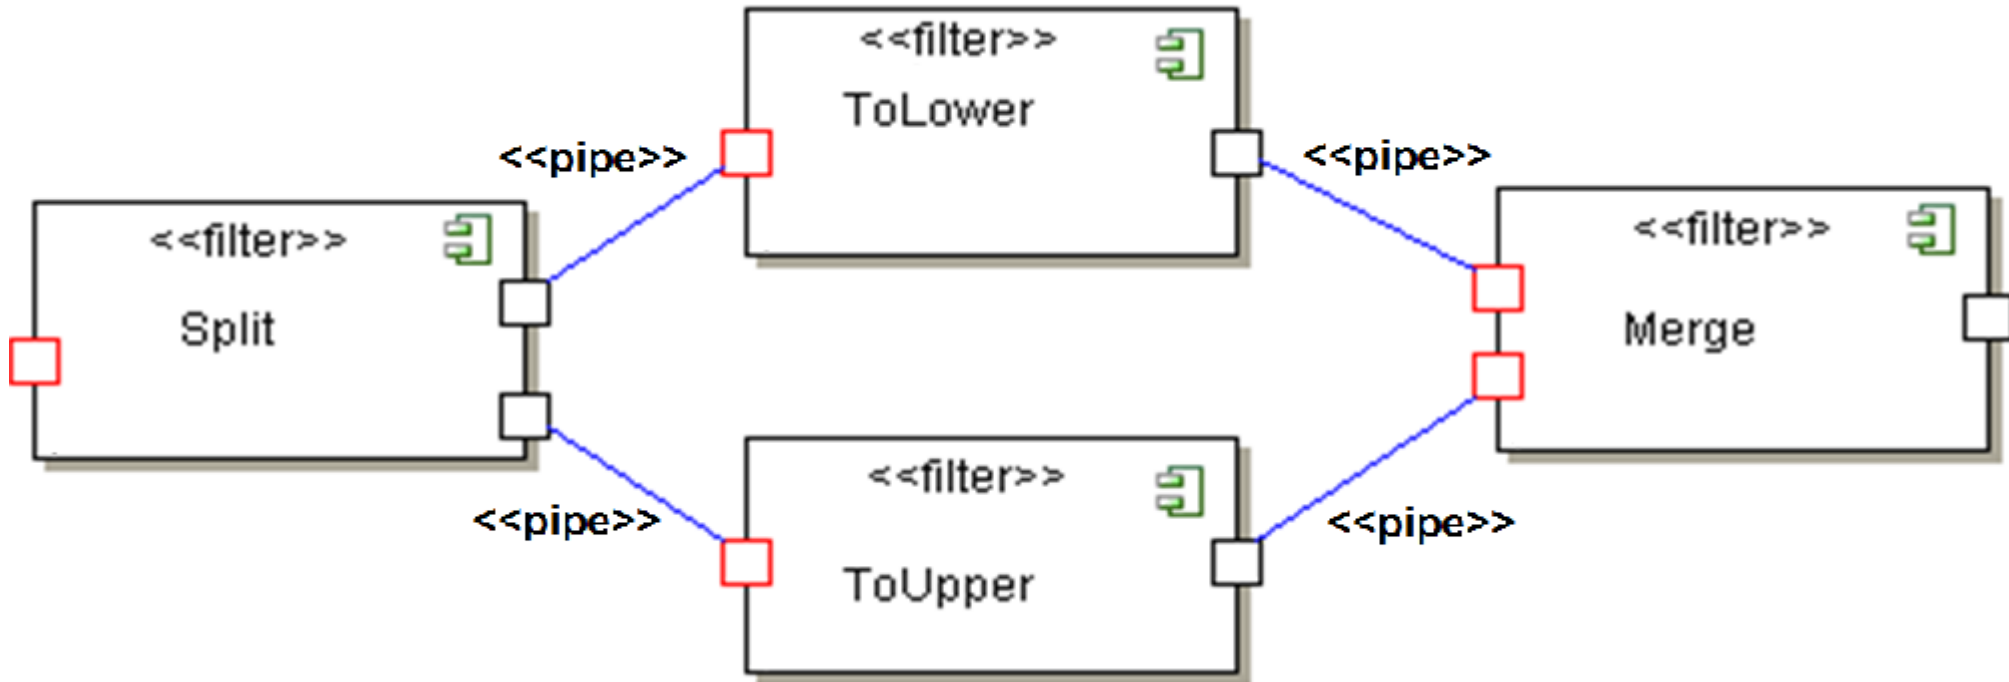 <<filter>>
ToLower
<<pipe>>
<<pipe>>
<<filter>>
Split
<<filter>>
Merge
<<filter>>
ToUpper
<<pipe>>
<<pipe>>